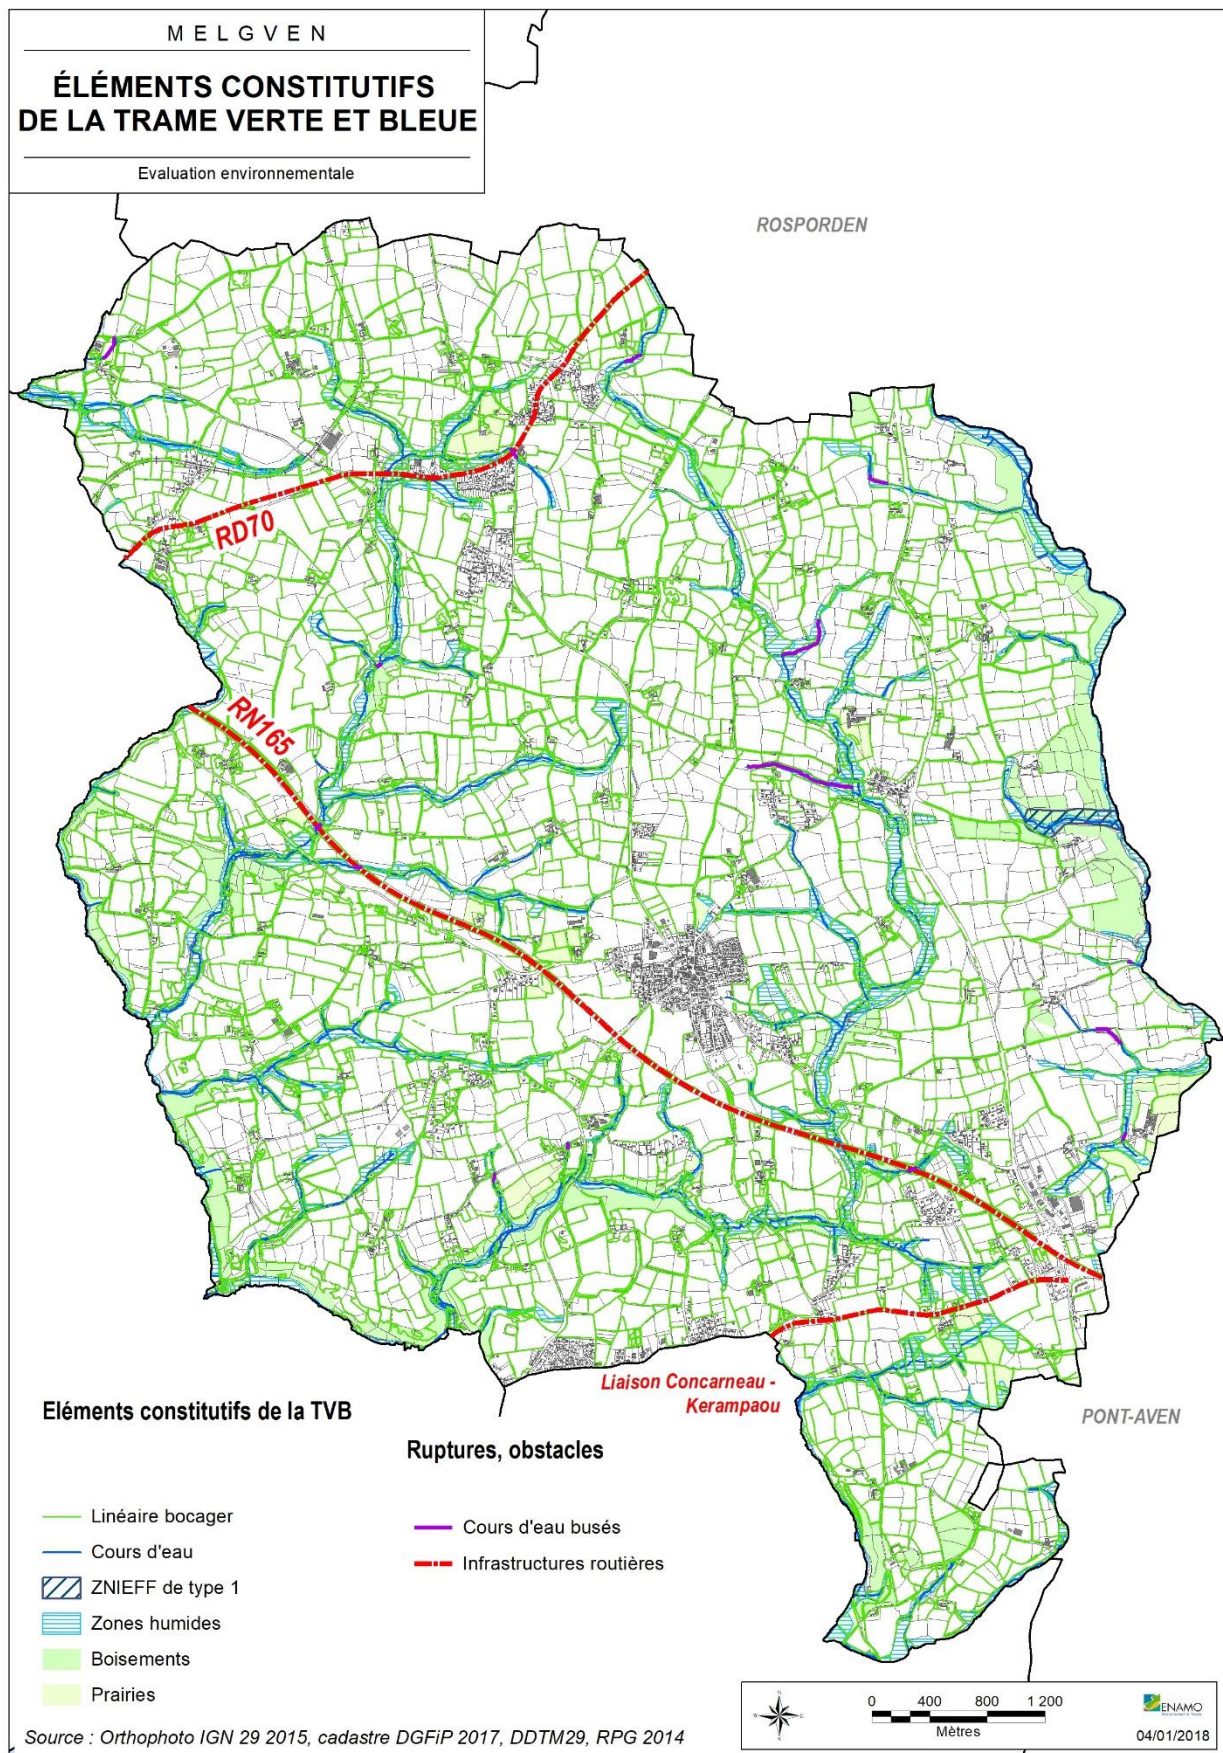 MELGVEN
ÉLÉMENTS CONSTITUTIFS
DE LA TRAME VERTE ET BLEUE
Evaluation environnementale
ROSPORDEN
RD70
RN165
Liaison Concarneau -
Kerampaou
PONT-AVEN
Eléments constitutifs de la TVB
Linéaire bocager
Cours d'eau
ZNIEFF de type 1
Zones humides
Boisements
Prairies
Ruptures, obstacles
Cours d'eau busés
Infrastructures routières
N
W E
S
0 400 800 1 200
Mètres
ENAMO
04/01/2018
Source : Orthophoto IGN 29 2015, cadastre DGFiP 2017, DDTM29, RPG 2014